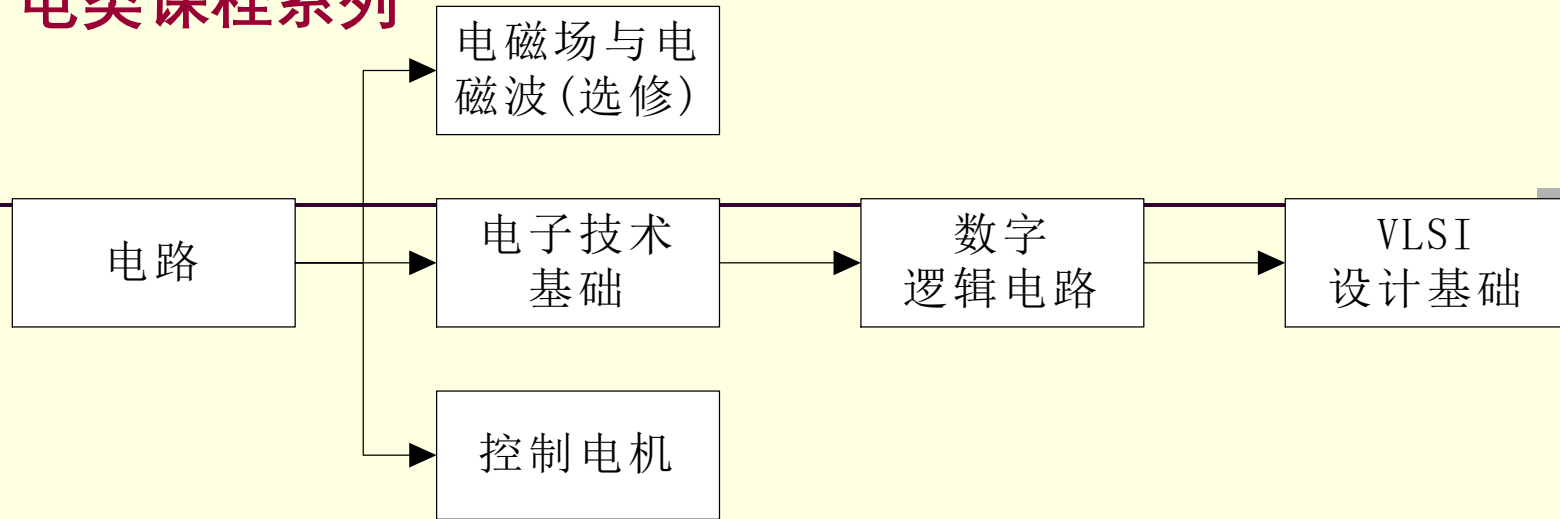 电类课程系列
电磁场与电
磁波(选修)
电路
电子技术
基础
数字
逻辑电路
VLSI
设计基础
控制电机